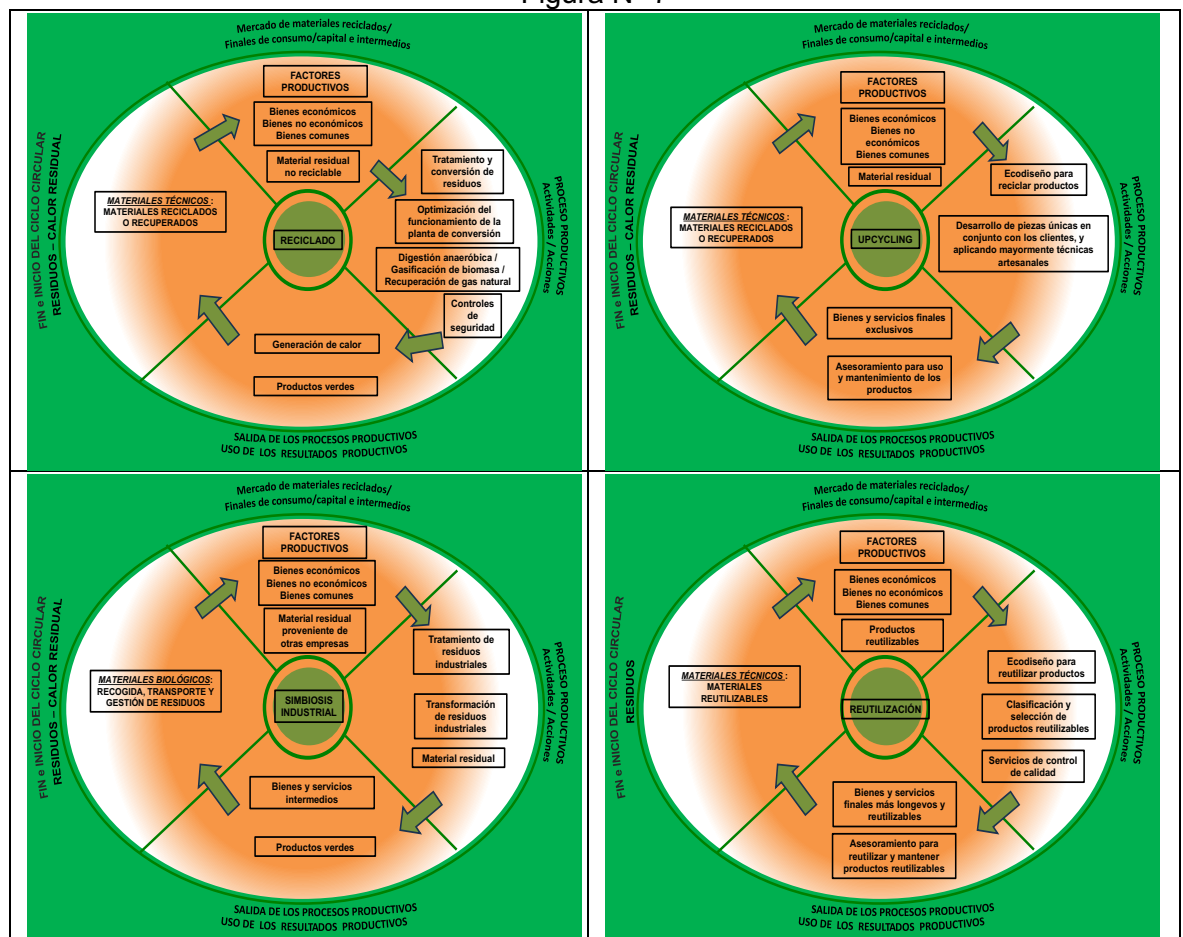 Mercado de materiales reciclados/
Finales de consumo/capital e intermedios
FACTORES
PRODUCTIVOS
Bienes económicos
Bienes no económicos
Bienes comunes
Material residual
no reciclable
Tratamiento y
conversión de
residuos
Optimización del
funcionamiento de la
planta de conversión
Digestión anaeróbica /
Gasificación de biomasa /
Recuperación de gas natural
Controles
de
seguridad
PROCESO PRODUCTIVOS
Actividades / Acciones
RECICLADO
Generación de calor
Productos verdes
SALIDA DE LOS PROCESOS PRODUCTIVOS
USO DE LOS RESULTADOS PRODUCTIVOS
MATERIALES TÉCNICOS :
MATERIALES RECICLADOS
O RECUPERADOS
FIN e INICIO DEL CICLO CIRCULAR
RESIDUOS – CALOR RESIDUAL
Mercado de materiales reciclados/
Finales de consumo/capital e intermedios
FACTORES
PRODUCTIVOS
Bienes económicos
Bienes no
económicos
Bienes comunes
Material residual
Ecodiseño para
reciclar productos
Desarrollo de piezas únicas en
conjunto con los clientes, y
aplicando mayormente técnicas
artesanales
PROCESO PRODUCTIVOS
Actividades / Acciones
UPCYCLING
Bienes y servicios finales
exclusivos
Asesoramiento para uso
y mantenimiento de los
productos
SALIDA DE LOS PROCESOS PRODUCTIVOS
USO DE LOS RESULTADOS PRODUCTIVOS
MATERIALES TÉCNICOS :
MATERIALES RECICLADOS
O RECUPERADOS
FIN e INICIO DEL CICLO CIRCULAR
RESIDUOS – CALOR RESIDUAL
Mercado de materiales reciclados/
Finales de consumo/capital e intermedios
FACTORES
PRODUCTIVOS
Bienes económicos
Bienes no económicos
Bienes comunes
Material residual
proveniente de
otras empresas
Tratamiento de
residuos
industriales
Transformación
de residuos
industriales
Material residual
PROCESO PRODUCTIVOS
Actividades / Acciones
SIMBIOSIS
INDUSTRIAL
Bienes y servicios
intermedios
Productos verdes
SALIDA DE LOS PROCESOS PRODUCTIVOS
USO DE LOS RESULTADOS PRODUCTIVOS
MATERIALES BIOLÓGICOS:
RECOGIDA, TRANSPORTE Y
GESTIÓN DE RESIDUOS
FIN e INICIO DEL CICLO CIRCULAR
RESIDUOS – CALOR RESIDUAL
Mercado de materiales reciclados/
Finales de consumo/capital e intermedios
FACTORES
PRODUCTIVOS
Bienes económicos
Bienes no económicos
Bienes comunes
Productos
reutilizables
Ecodiseño para
reutilizar productos
Clasificación y
selección de
productos reutilizables
Servicios de control
de calidad
PROCESO PRODUCTIVOS
Actividades / Acciones
REUTILIZACIÓN
Bienes y servicios
finales más longevos y
reutilizables
Asesoramiento para
reutilizar y mantener
productos reutilizables
SALIDA DE LOS PROCESOS PRODUCTIVOS
USO DE LOS RESULTADOS PRODUCTIVOS
MATERIALES TÉCNICOS :
MATERIALES
REUTILIZABLES
FIN e INICIO DEL CICLO CIRCULAR
RESIDUOS